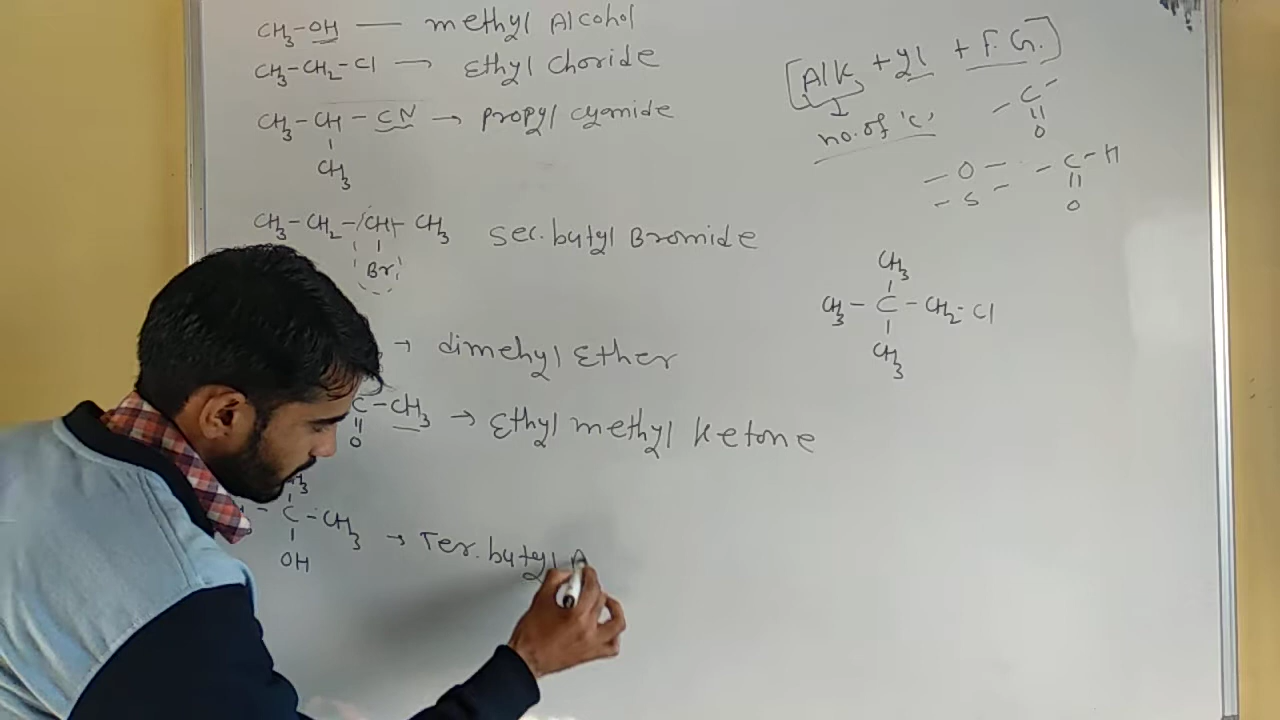 CH3-OH — methyl Alcohol
CH3-CH2-Cl — Ethyl Choride
CH3-CH-CN → propyl cyamide
CH3
CH3-CH2-CH-CH3 Sec.butyl Bromide
Br
→ dimehyl Ether
C-CH3 → Ethyl methyl ketone
O
C-CH3 → Ter.butyl A
OH
[Alk + yl + F.G.]
no.of 'c'
-C-
O
-O- -C-H
-S- O
CH3
CH3-C-CH2-Cl
CH3